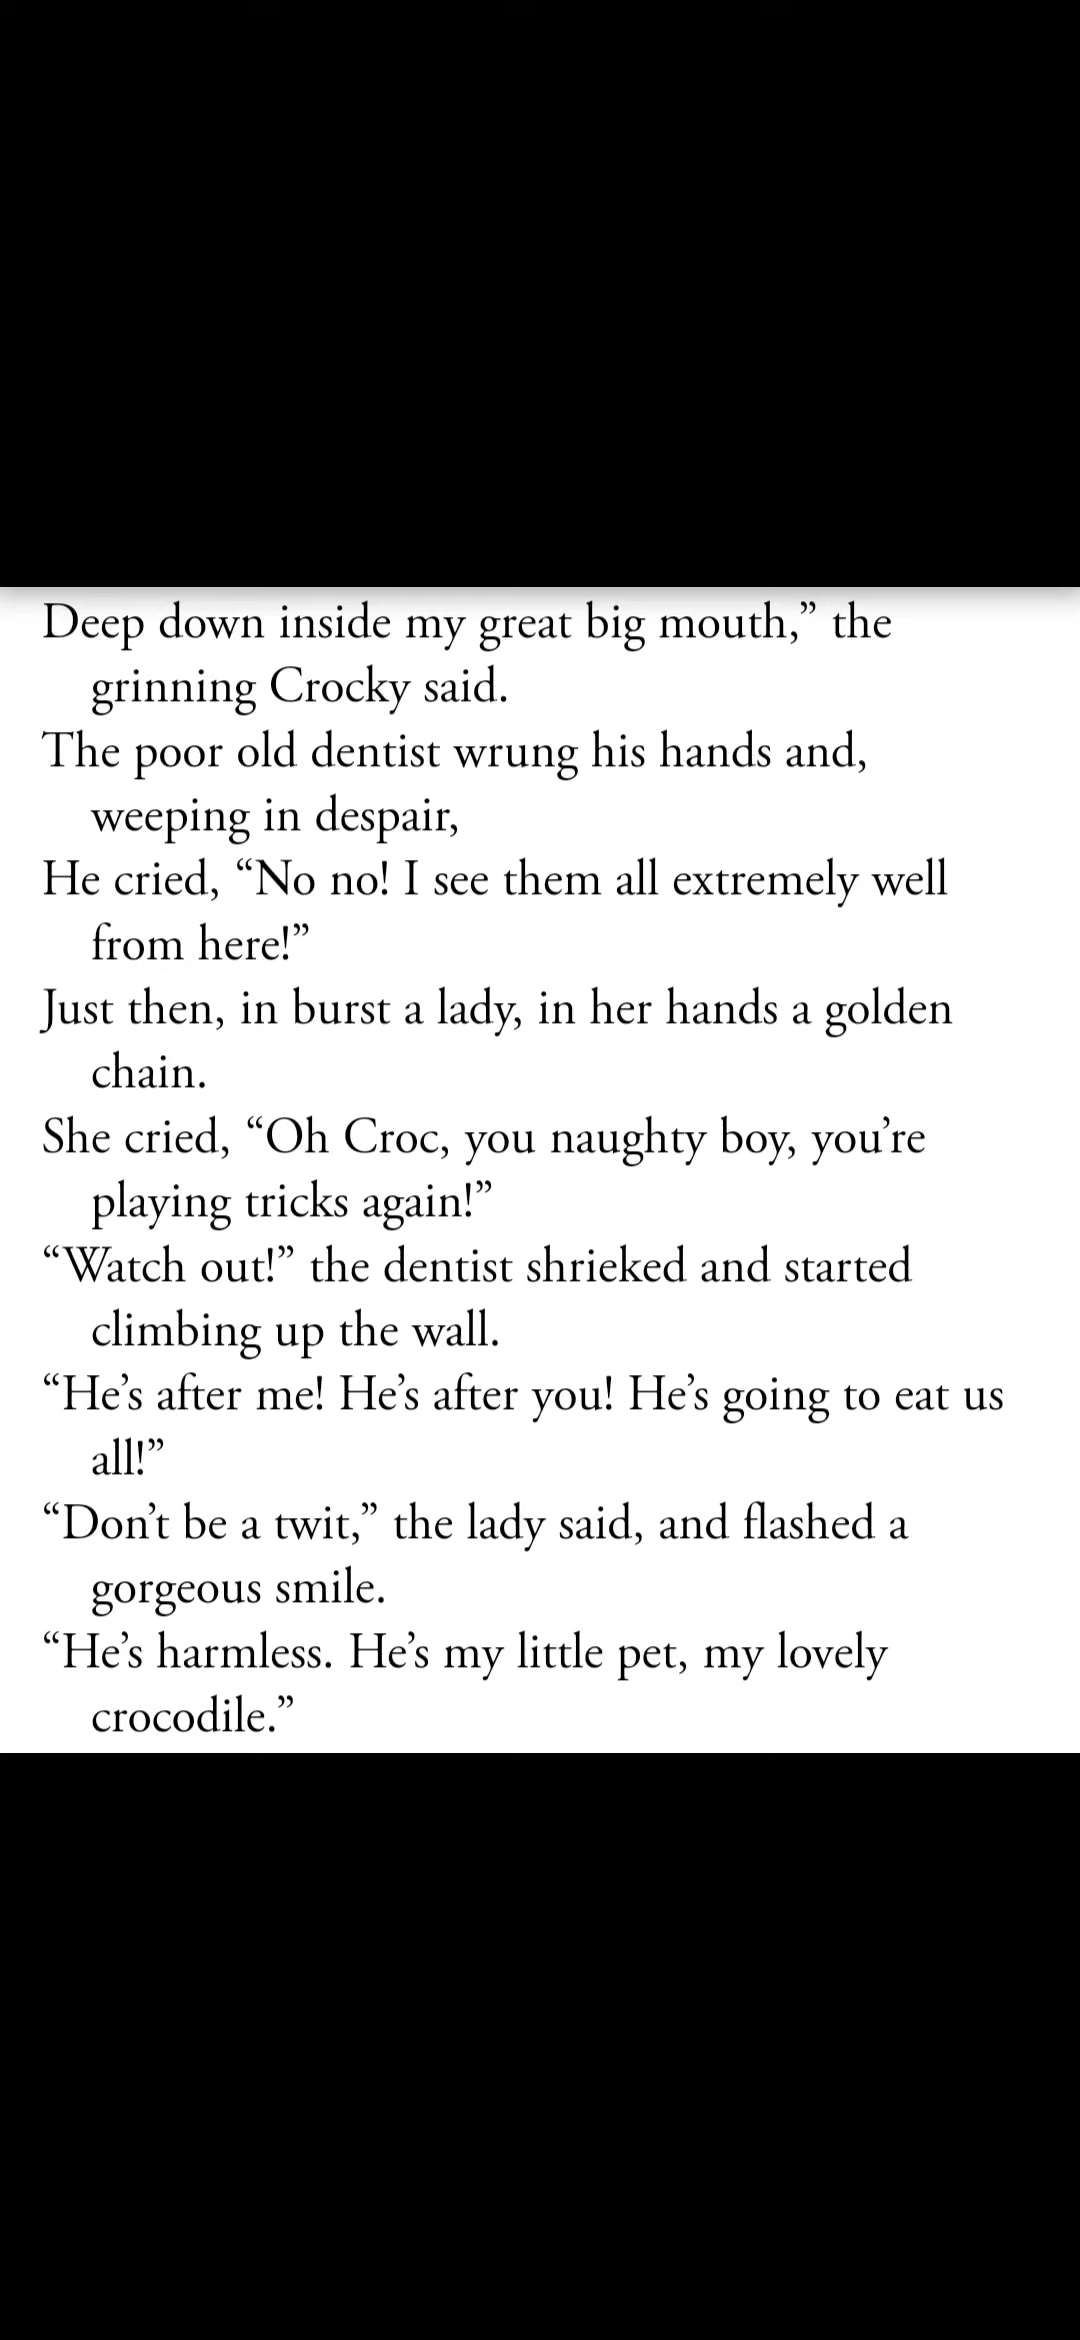 Deep down inside my great big mouth,” the
grinning Crocky said.
The poor old dentist wrung his hands and,
weeping in despair,
He cried, “No no! I see them all extremely well
from here!”
Just then, in burst a lady, in her hands a golden
chain.
She cried, “Oh Croc, you naughty boy, you’re
playing tricks again!”
“Watch out!” the dentist shrieked and started
climbing up the wall.
“He’s after me! He’s after you! He’s going to eat us
all!”
“Don’t be a twit,” the lady said, and flashed a
gorgeous smile.
“He’s harmless. He’s my little pet, my lovely
crocodile.”